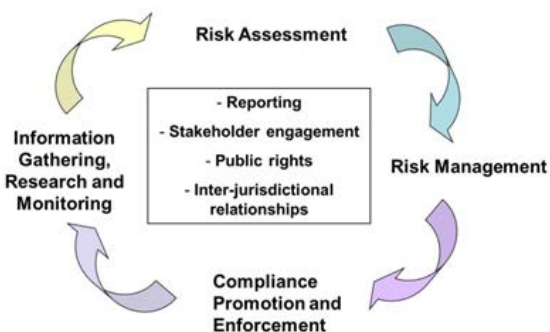 Risk Assessment
- Reporting
- Stakeholder engagement
- Public rights
- Inter-jurisdictional
relationships
Information
Gathering,
Research and
Monitoring
Risk Management
Compliance
Promotion and
Enforcement